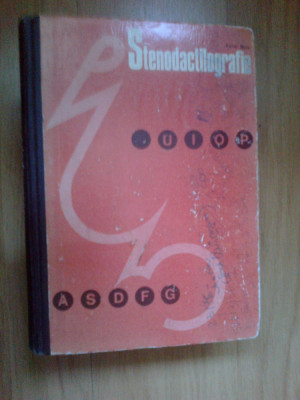 Stenodactilografie
U I O P
A S D F G